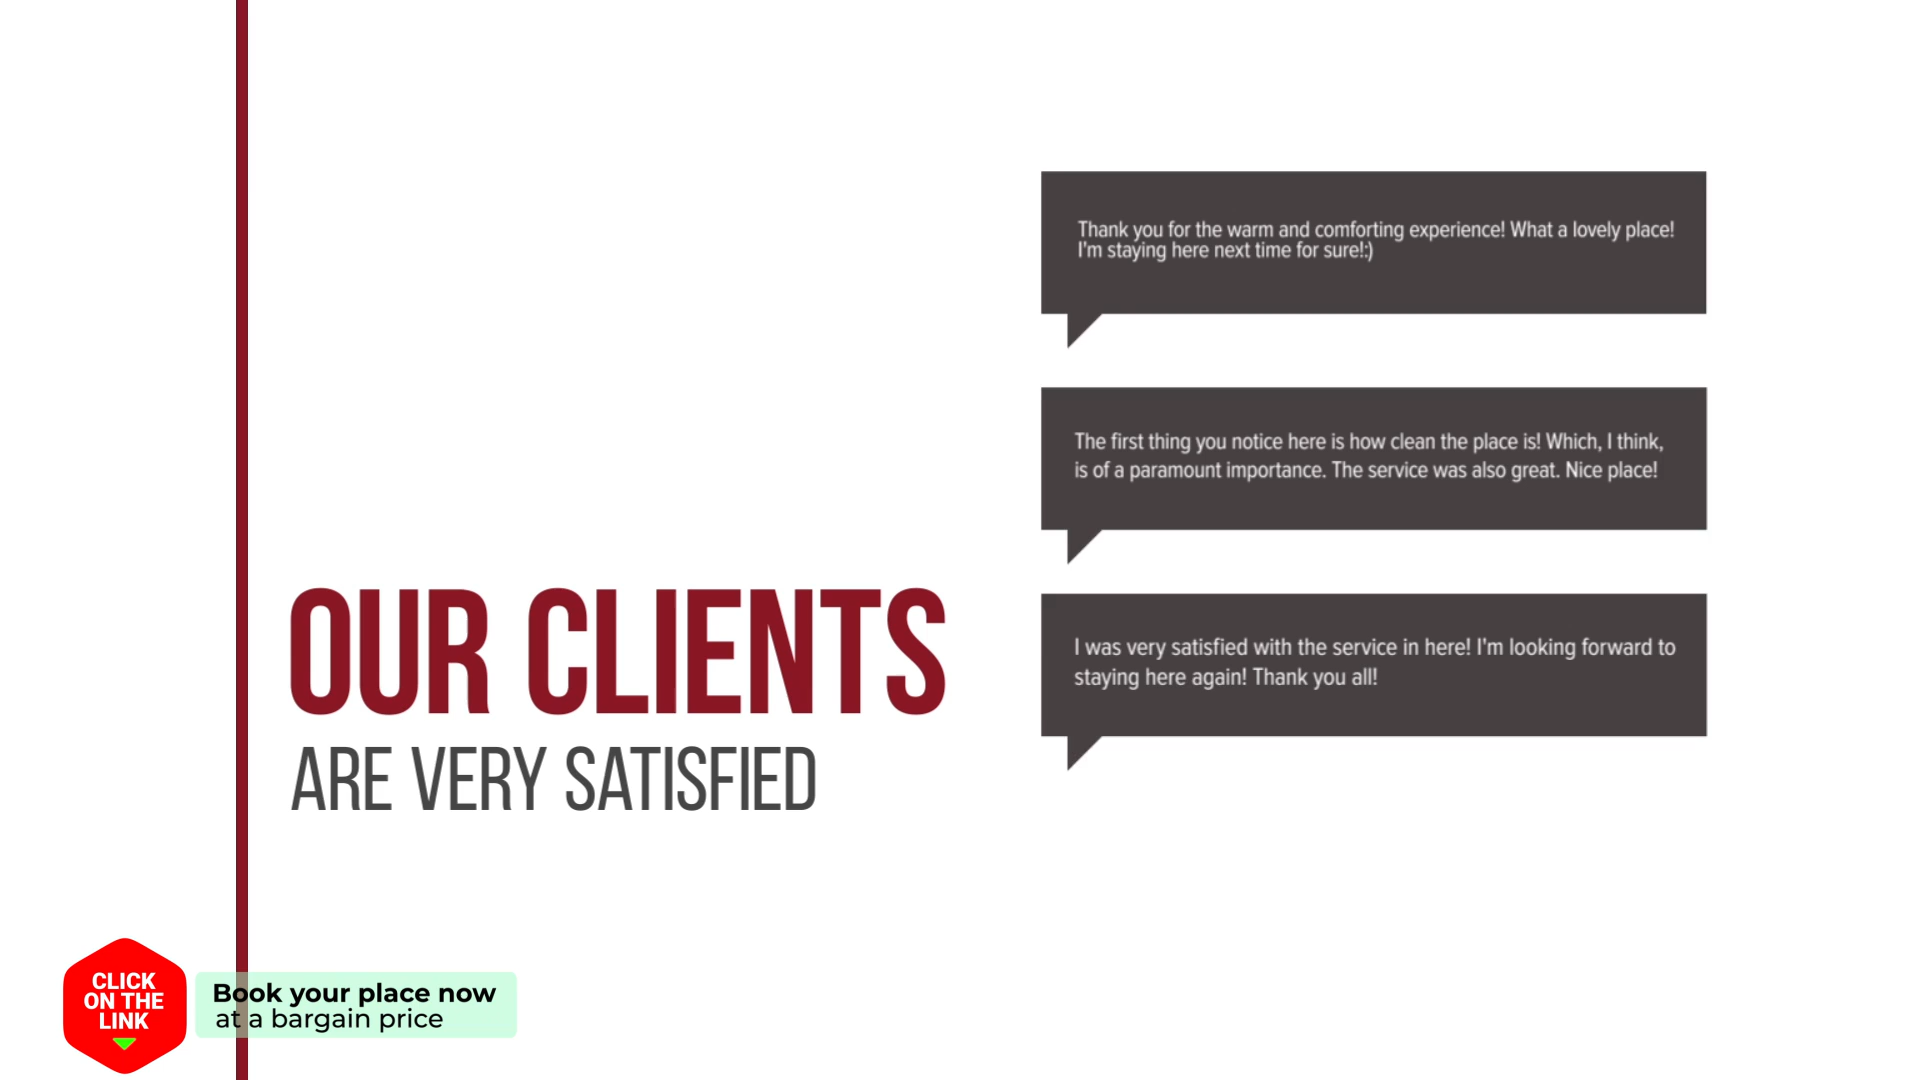 OUR CLIENTS
ARE VERY SATISFIED
Thank you for the warm and comforting experience! What a lovely place!
I'm staying here next time for sure!:)
The first thing you notice here is how clean the place is! Which, I think,
is of a paramount importance. The service was also great. Nice place!
I was very satisfied with the service in here! I'm looking forward to
staying here again! Thank you all!
CLICK
ON THE
LINK
Book your place now
at a bargain price